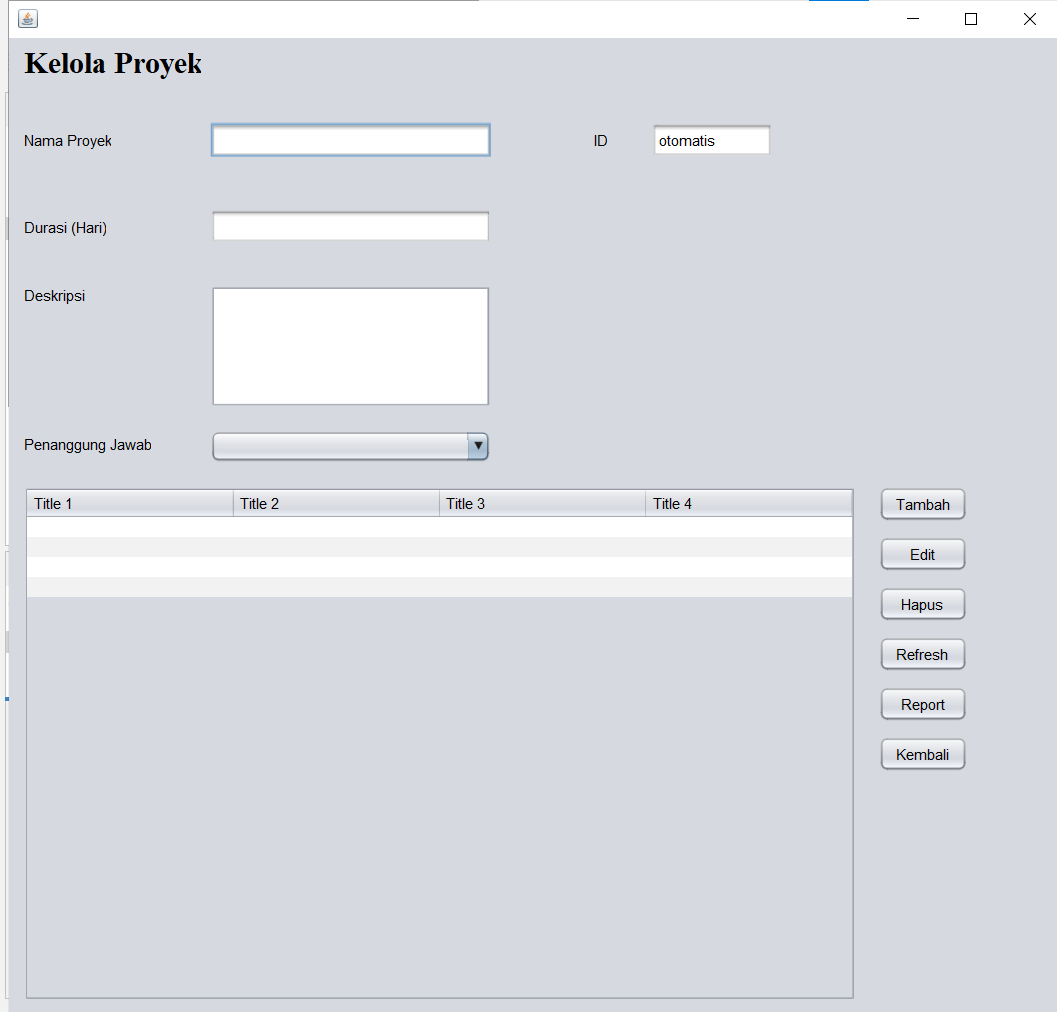 Kelola Proyek
Nama Proyek
ID
otomatis
Durasi (Hari)
Deskripsi
Penanggung Jawab
Title 1 Title 2 Title 3 Title 4
Tambah
Edit
Hapus
Refresh
Report
Kembali